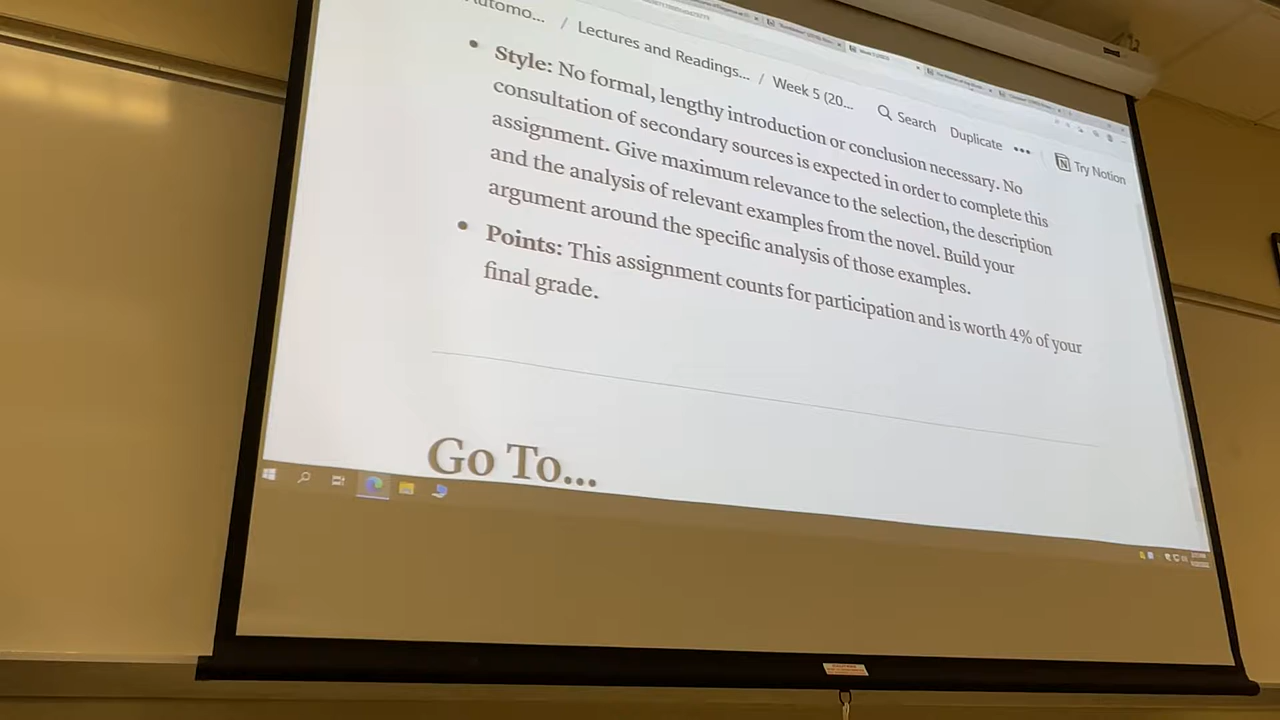 Automo... / Lectures and Readings... / Week 5 (20... Search Duplicate ••• Try Notion
• Style: No formal, lengthy introduction or conclusion necessary. No
consultation of secondary sources is expected in order to complete this
assignment. Give maximum relevance to the selection, the description
and the analysis of relevant examples from the novel. Build your
argument around the specific analysis of those examples.
• Points: This assignment counts for participation and is worth 4% of your
final grade.
Go To...